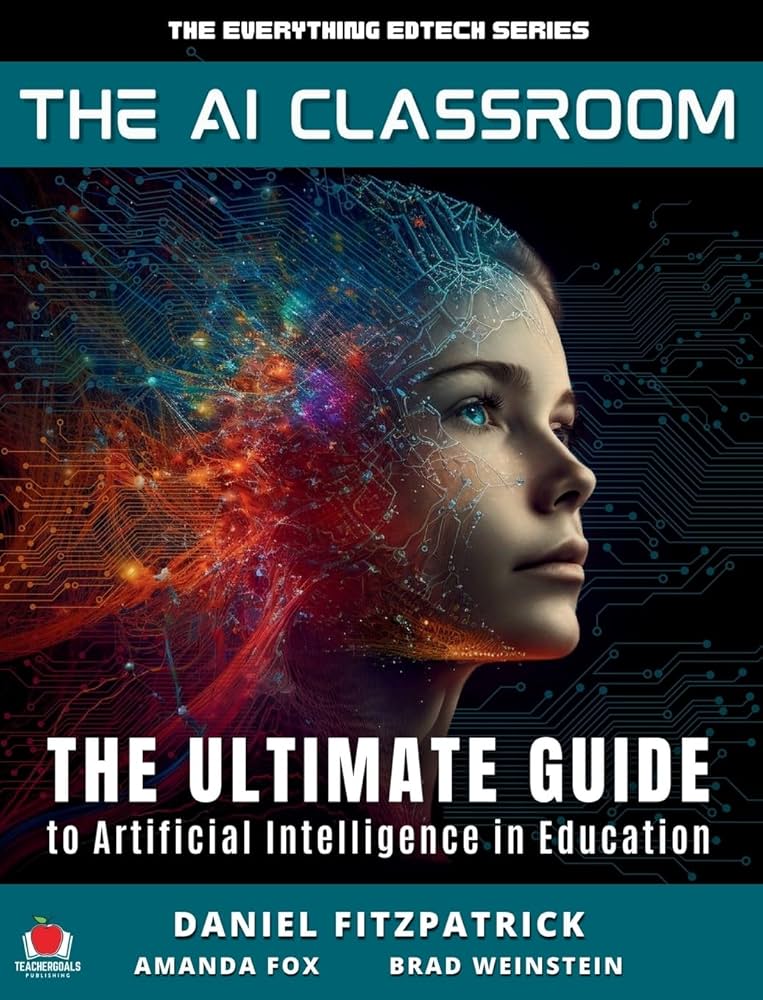 THE EVERYTHING EDTECH SERIES
THE AI CLASSROOM
THE ULTIMATE GUIDE
to Artificial Intelligence in Education
DANIEL FITZPATRICK
AMANDA FOX BRAD WEINSTEIN
TEACHERGOALS
PUBLISHING